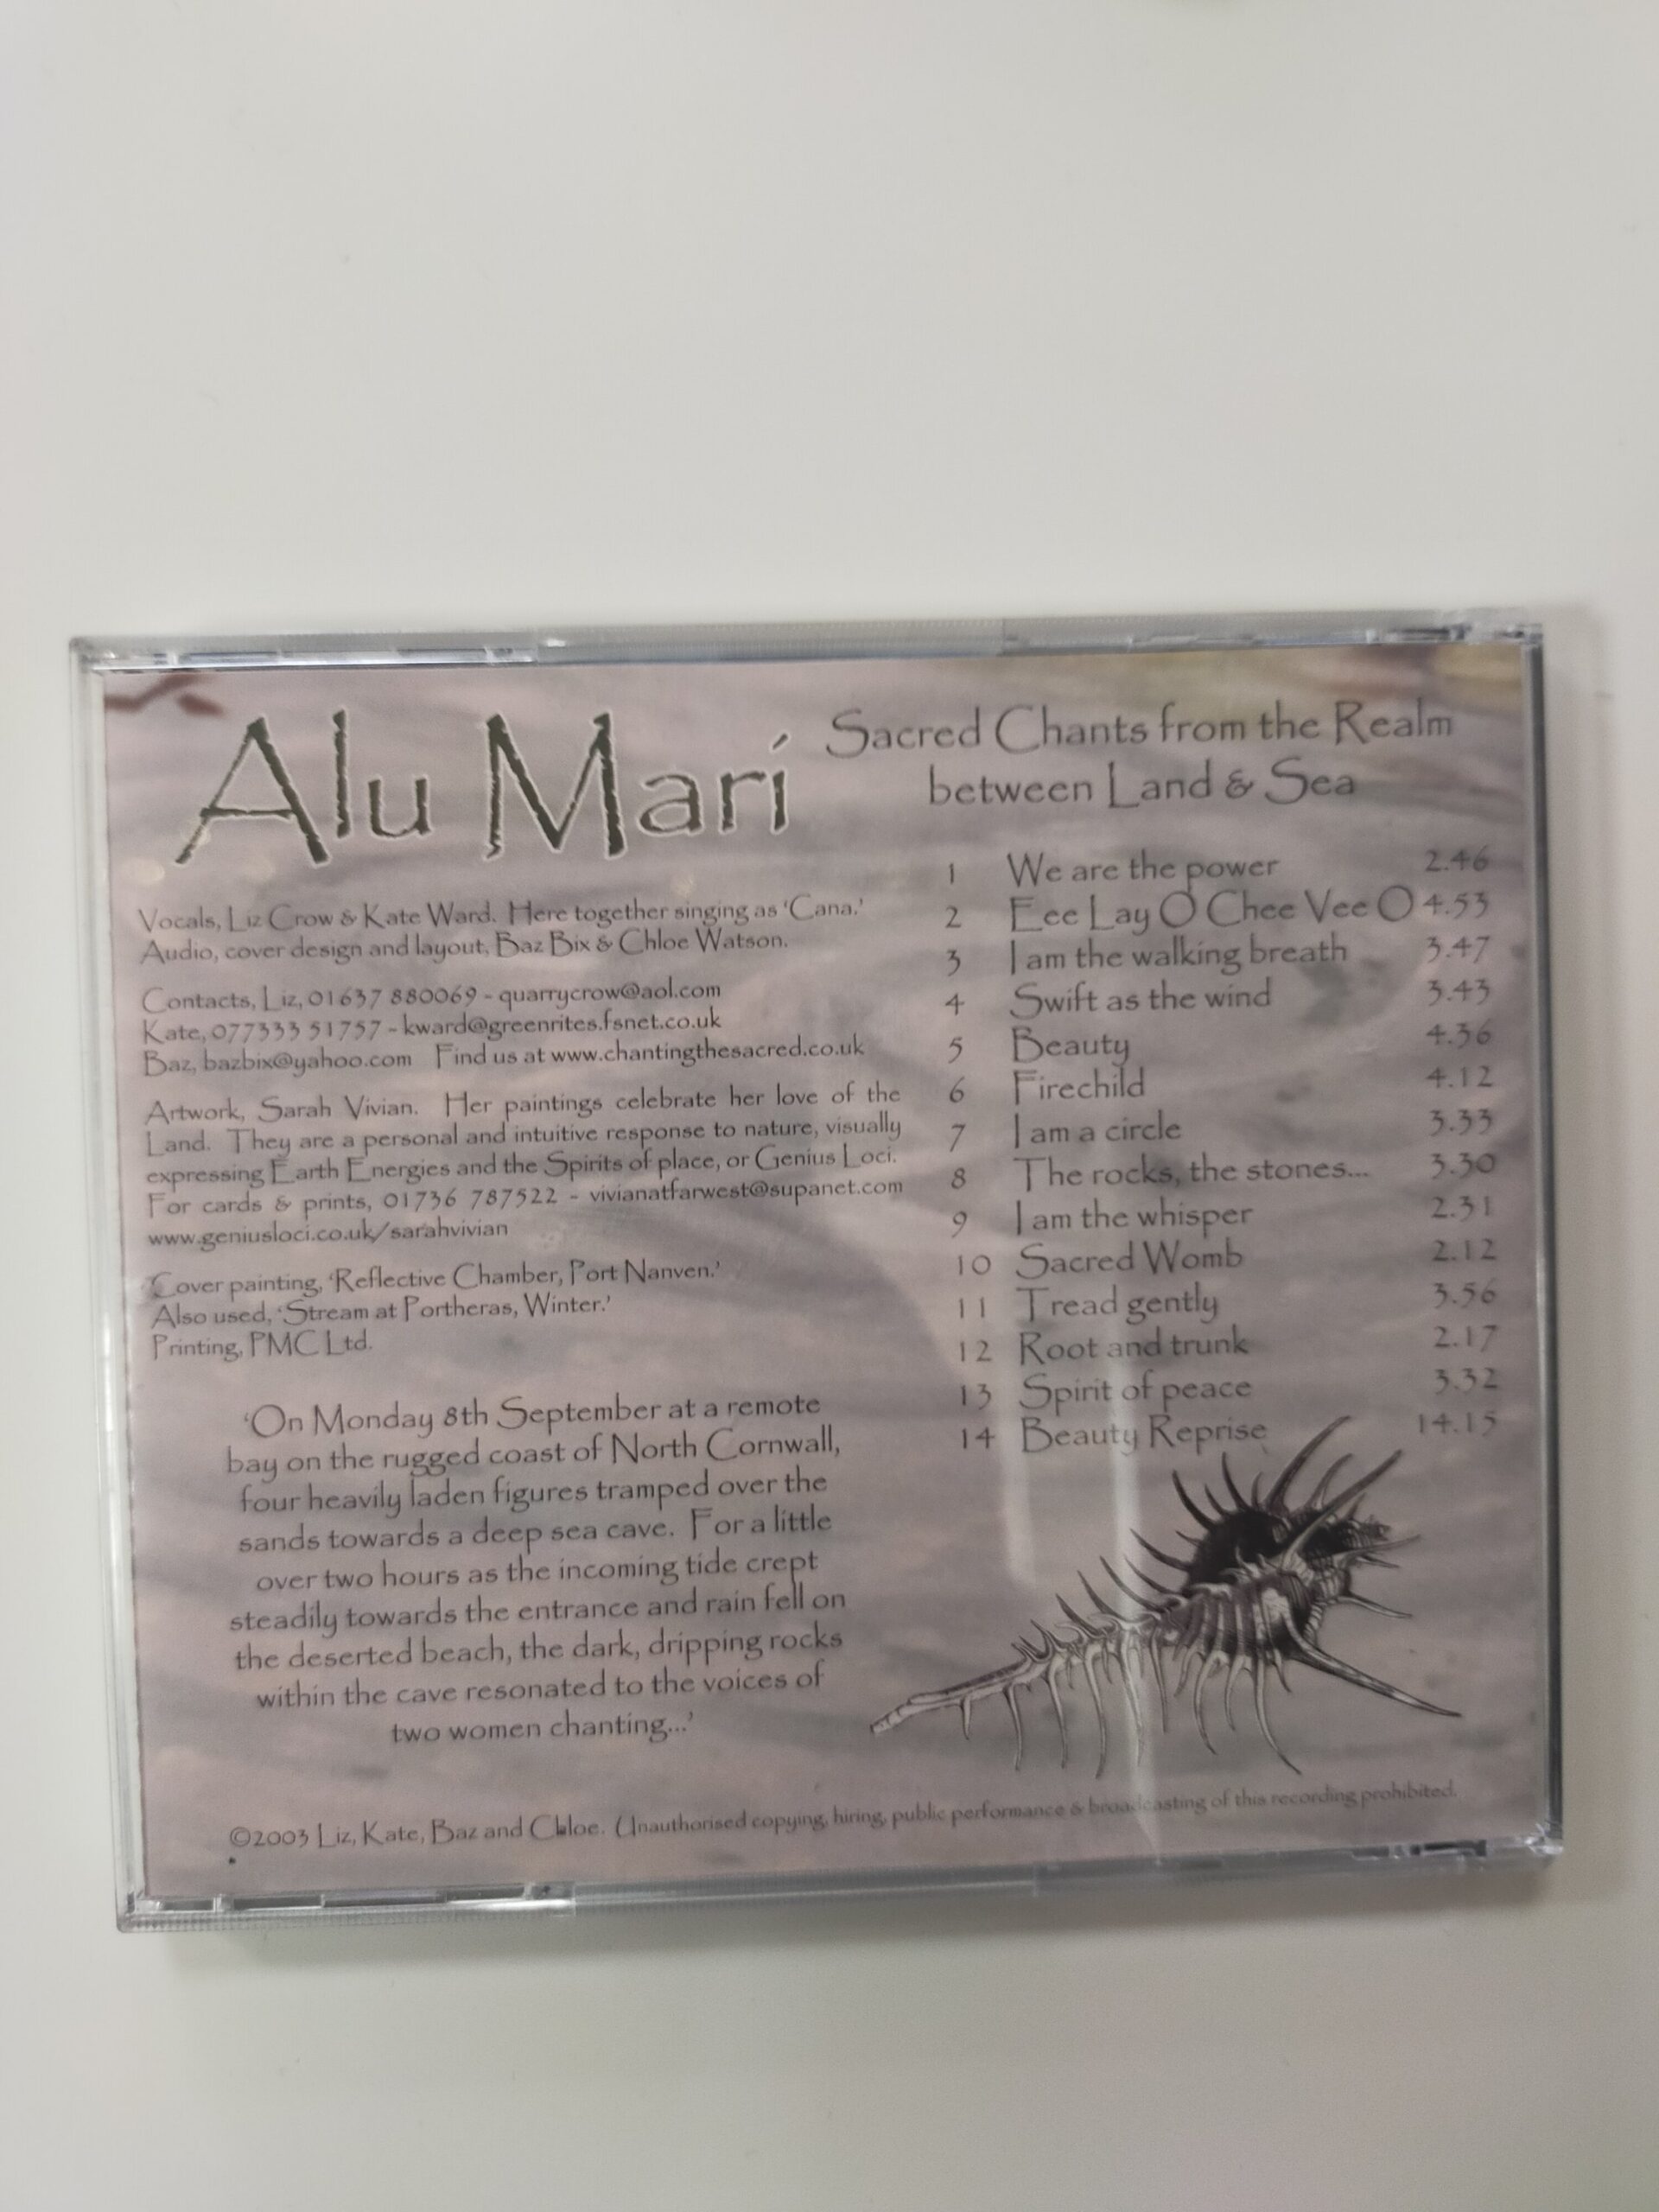 Alu Marí
Sacred Chants from the Realm
between Land & Sea
Vocals, Liz Crow & Kate Ward. Here together singing as 'Cana.'
Audio, cover design and layout, Baz Bix & Chloe Watson.
Contacts, Liz, 01637 880069 - quarrycrow@aol.com
Kate, 077333 51757 - kward@greenrites.fsnet.co.uk
Baz, bazbix@yahoo.com Find us at www.chantingthesacred.co.uk
Artwork, Sarah Vivian. Her paintings celebrate her love of the
Land. They are a personal and intuitive response to nature, visually
expressing Earth Energies and the Spirits of place, or Genius Loci.
For cards & prints, 01736 787522 - vivianatfarwest@supanet.com
www.geniusloci.co.uk/sarahvivian
Cover painting, 'Reflective Chamber, Port Nanven.'
Also used, 'Stream at Portheras, Winter.'
Printing, PMC Ltd.
'On Monday 8th September at a remote
bay on the rugged coast of North Cornwall,
four heavily laden figures tramped over the
sands towards a deep sea cave. For a little
over two hours as the incoming tide crept
steadily towards the entrance and rain fell on
the deserted beach, the dark, dripping rocks
within the cave resonated to the voices of
two women chanting...'
1 We are the power 2.46
2 Eee Lay O Chee Vee O 4.53
3 I am the walking breath 3.47
4 Swift as the wind 3.43
5 Beauty 4.36
6 Firechild 4.12
7 I am a circle 3.33
8 The rocks, the stones... 3.30
9 I am the whisper 2.31
10 Sacred Womb 2.12
11 Tread gently 3.56
12 Root and trunk 2.17
13 Spirit of peace 3.32
14 Beauty Reprise 14.15
©2003 Liz, Kate, Baz and Chloe. Unauthorised copying, hiring, public performance & broadcasting of this recording prohibited.